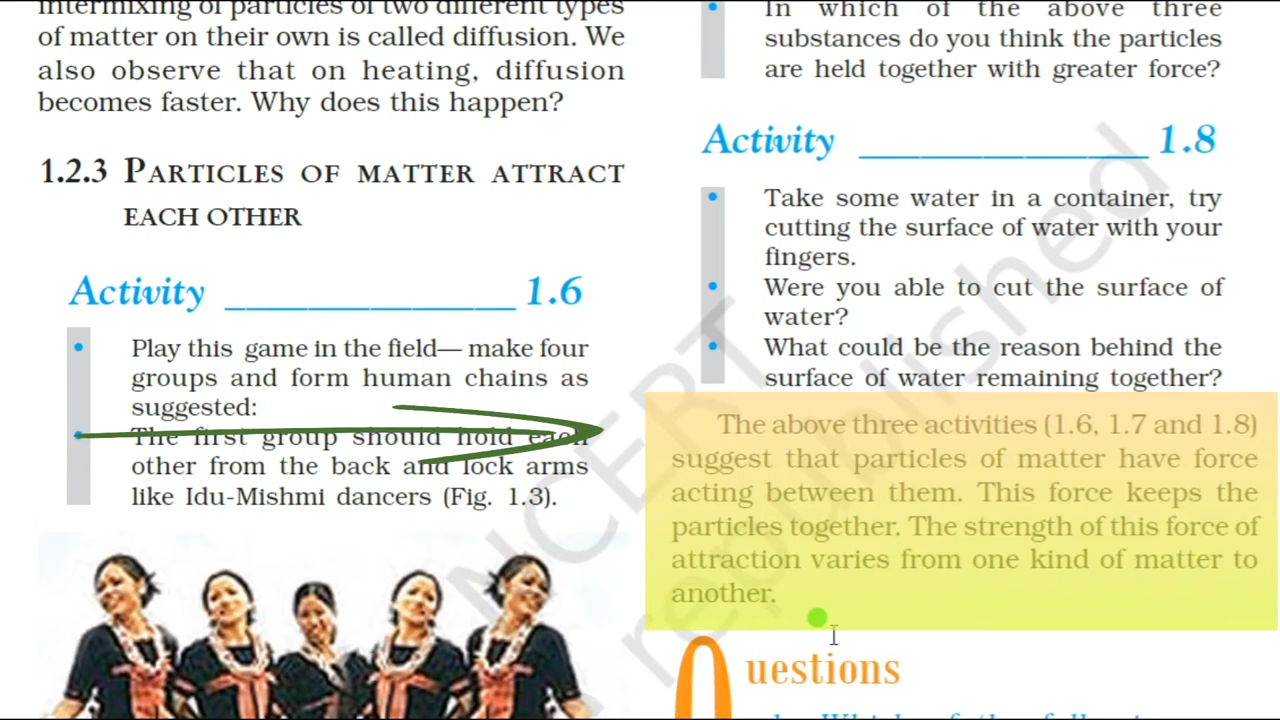 intermixing of particles of two different types
of matter on their own is called diffusion. We
also observe that on heating, diffusion
becomes faster. Why does this happen?
1.2.3 PARTICLES OF MATTER ATTRACT
EACH OTHER
Activity ________________ 1.6
• Play this game in the field— make four
groups and form human chains as
suggested:
• The first group should hold each
other from the back and lock arms
like Idu-Mishmi dancers (Fig. 1.3).
• In which of the above three
substances do you think the particles
are held together with greater force?
Activity ________________ 1.8
• Take some water in a container, try
cutting the surface of water with your
fingers.
• Were you able to cut the surface of
water?
• What could be the reason behind the
surface of water remaining together?
The above three activities (1.6, 1.7 and 1.8)
suggest that particles of matter have force
acting between them. This force keeps the
particles together. The strength of this force of
attraction varies from one kind of matter to
another.
Questions
NCERT
republished